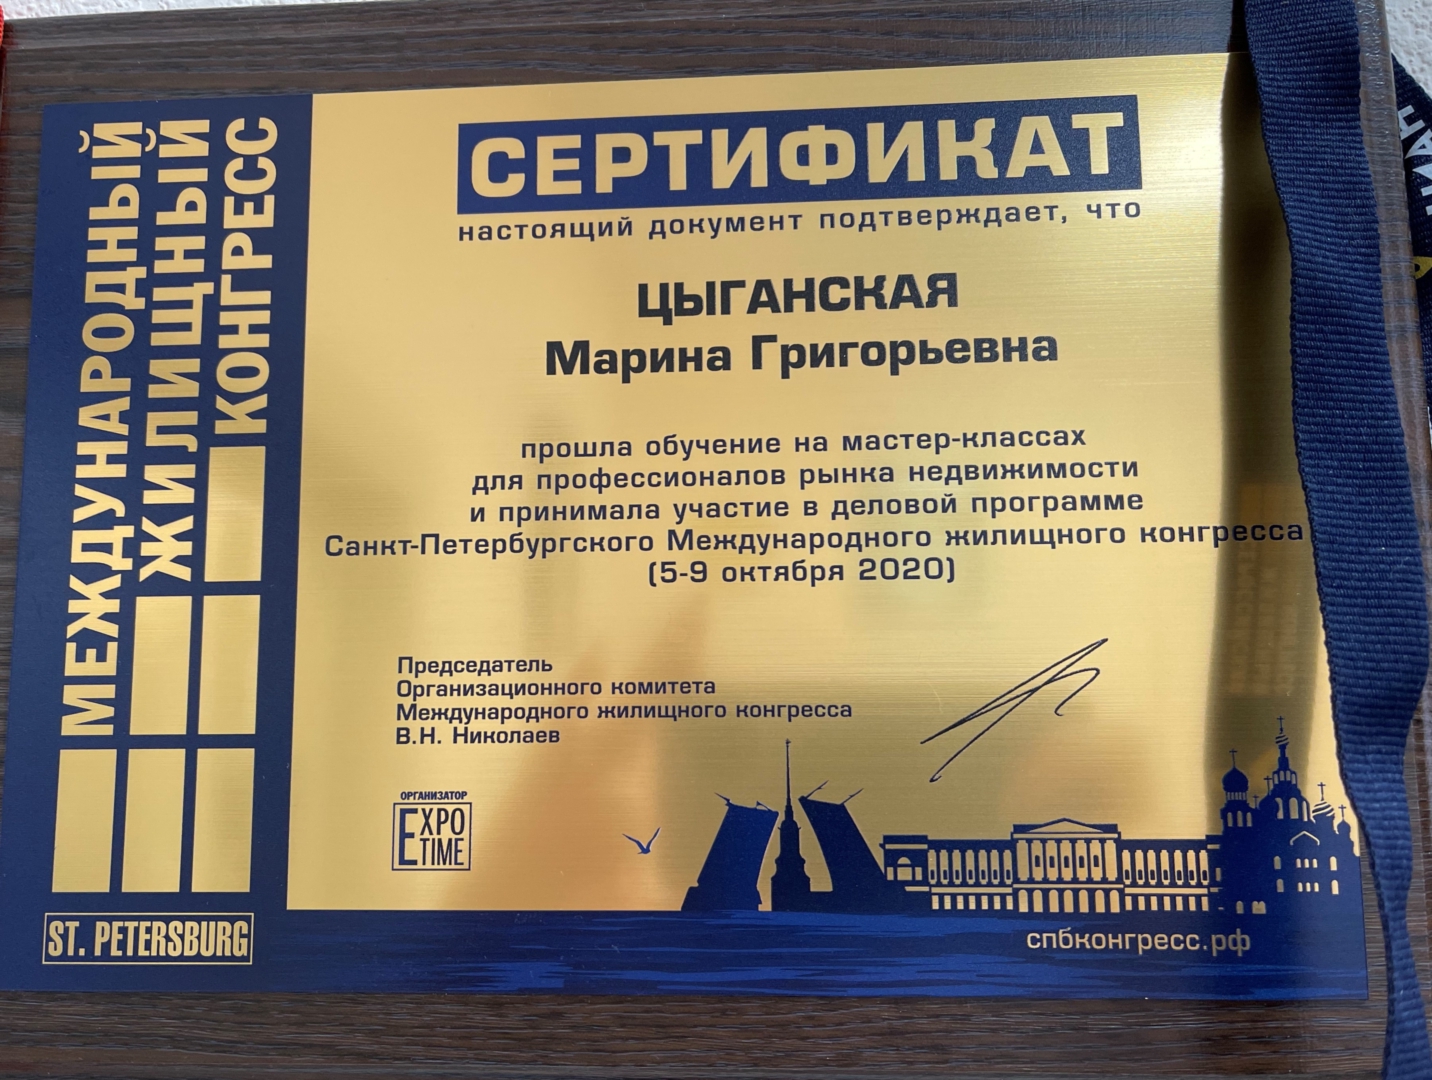 МЕЖДУНАРОДНЫЙ
ЖИЛИЩНЫЙ
КОНГРЕСС
ST. PETERSBURG
СЕРТИФИКАТ
настоящий документ подтверждает, что
ЦЫГАНСКАЯ
Марина Григорьевна
прошла обучение на мастер-классах
для профессионалов рынка недвижимости
и принимала участие в деловой программе
Санкт-Петербургского Международного жилищного конгресса
(5-9 октября 2020)
Председатель
Организационного комитета
Международного жилищного конгресса
В.Н. Николаев
ОРГАНИЗАТОР
EXPO
TIME
спбконгресс.рф